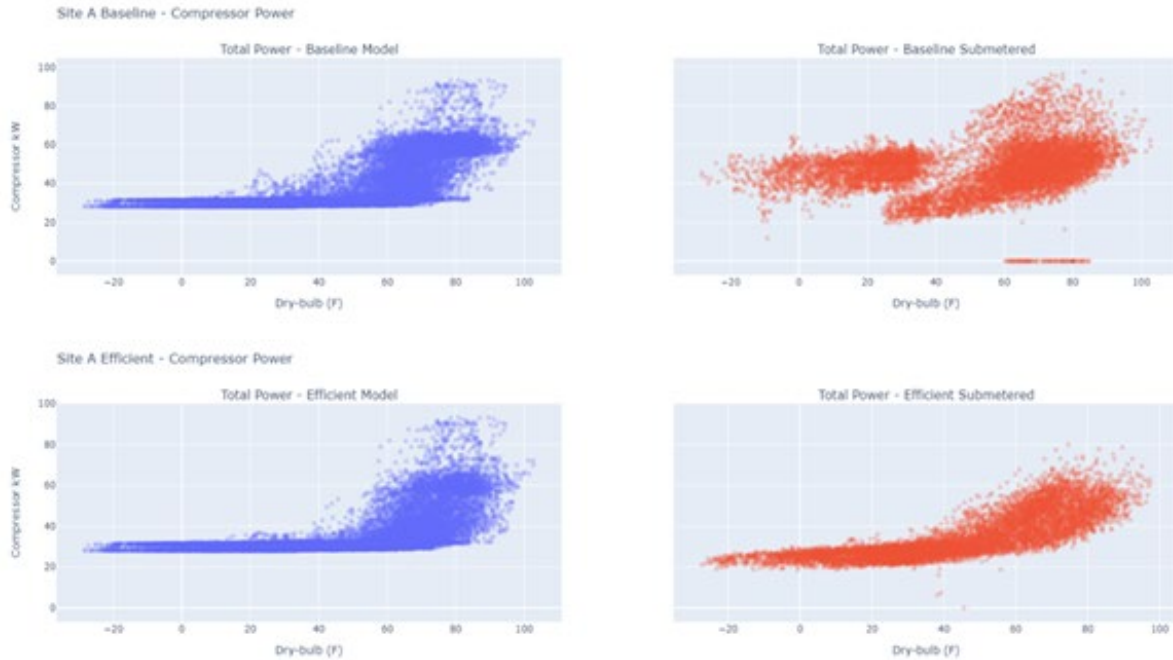 Site A Baseline - Compressor Power
Total Power - Baseline Model
Total Power - Baseline Submetered
Compressor kW
100
80
60
40
20
0
−20 0 20 40 60 80 100
−20 0 20 40 60 80 100
Dry-bulb (F)
Dry-bulb (F)
Site A Efficient - Compressor Power
Total Power - Efficient Model
Total Power - Efficient Submetered
Compressor kW
100
80
60
40
20
0
−20 0 20 40 60 80 100
−20 0 20 40 60 80 100
Dry-bulb (F)
Dry-bulb (F)